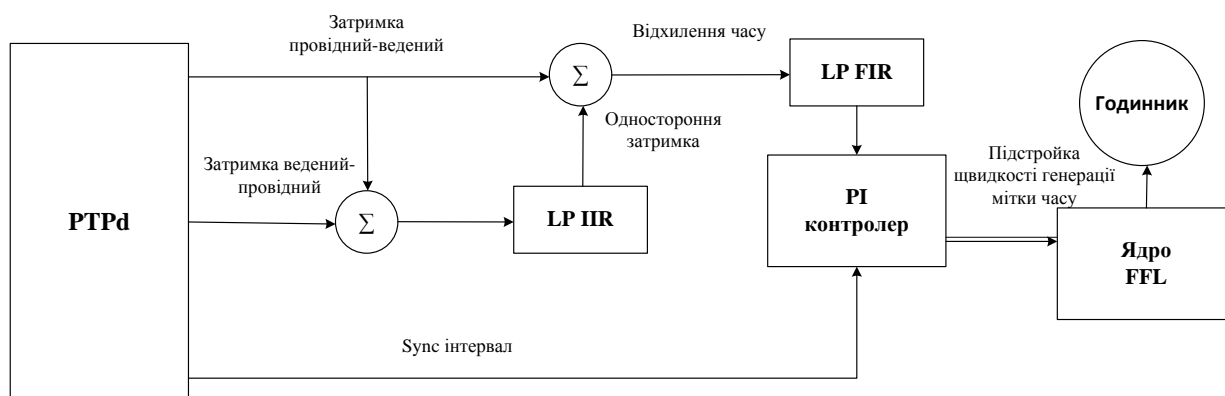 Затримка
провідний-ведений
Відхилення часу
∑
LP FIR
Годинник
Одностороння
затримка
Затримка ведений-
провідний
PTPd
∑
LP IIR
PI
контролер
Підстройка
щвидкості генерації
мітки часу
Ядро
FFL
Sync інтервал